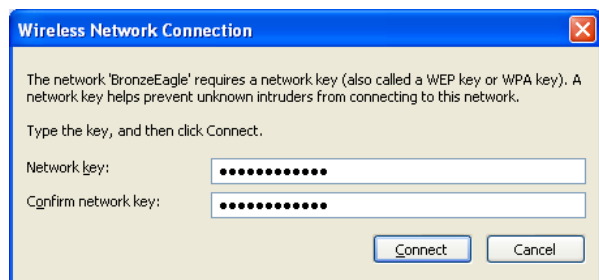 Wireless Network Connection
The network 'BronzeEagle' requires a network key (also called a WEP key or WPA key). A
network key helps prevent unknown intruders from connecting to this network.
Type the key, and then click Connect.
Network key: ●●●●●●●●●●●●
Confirm network key: ●●●●●●●●●●●●
Connect Cancel